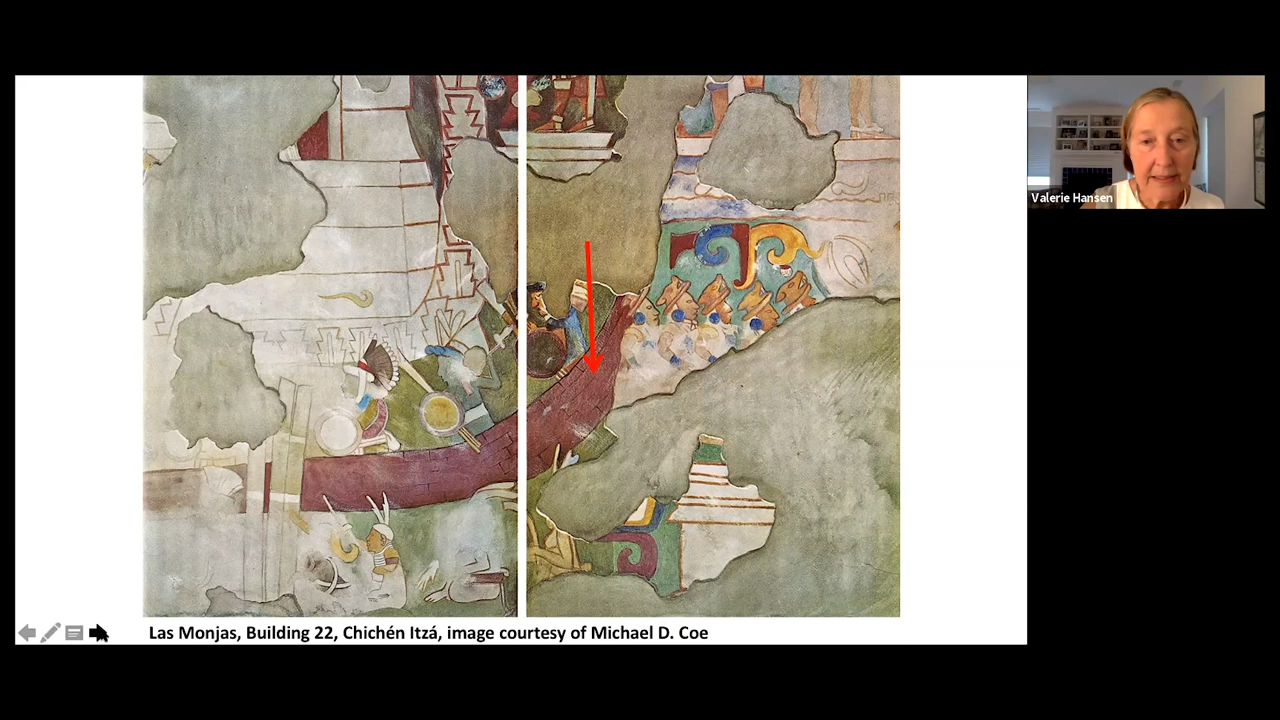 Valerie Hansen
Las Monjas, Building 22, Chichén Itzá, image courtesy of Michael D. Coe